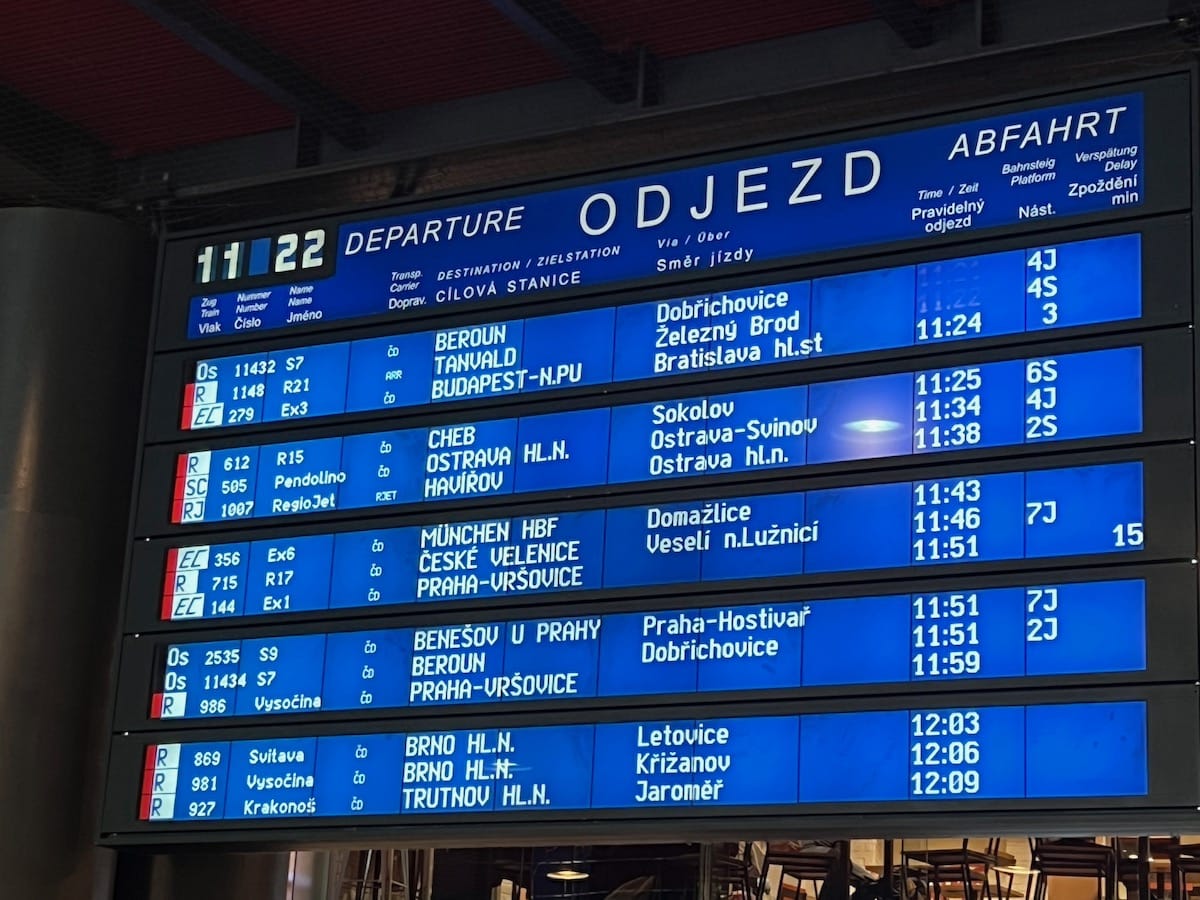 11 22 DEPARTURE ODJEZD ABFAHRT
Zug Nummer Name Transp. DESTINATION / ZIELSTATION Via / Über Time / Zeit Bahnsteig Verspätung
Train Number Name Carrier Platform Delay
Vlak Číslo Jméno Doprav. CÍLOVÁ STANICE Směr jízdy Pravidelný odjezd Nást. Zpoždění min
Os 11432 S7 ČD BEROUN Dobřichovice 4J
R 1148 R21 ARR TANVALD Železný Brod 11:22 4S
EC 279 Ex3 ČD BUDAPEST-N.PU Bratislava hl.st 11:24 3
R 612 R15 ČD CHEB Sokolov 11:25 6S
SC 505 Pendolino ČD OSTRAVA HL.N. Ostrava-Svinov 11:34 4J
RJ 1007 RegioJet RJET HAVÍŘOV Ostrava hl.n. 11:38 2S
EC 356 Ex6 ČD MÜNCHEN HBF Domažlice 11:43
R 715 R17 ČD ČESKÉ VELENICE Veselí n.Lužnicí 11:46 7J
EC 144 Ex1 ČD PRAHA-VRŠOVICE 11:51 15
Os 2535 S9 ČD BENEŠOV U PRAHY Praha-Hostivař 11:51 7J
Os 11434 S7 ČD BEROUN Dobřichovice 11:51 2J
R 986 Vysočina ČD PRAHA-VRŠOVICE 11:59
R 869 Svitava ČD BRNO HL.N. Letovice 12:03
R 981 Vysočina ČD BRNO HL.N. Křižanov 12:06
R 927 Krakonoš ČD TRUTNOV HL.N. Jaroměř 12:09